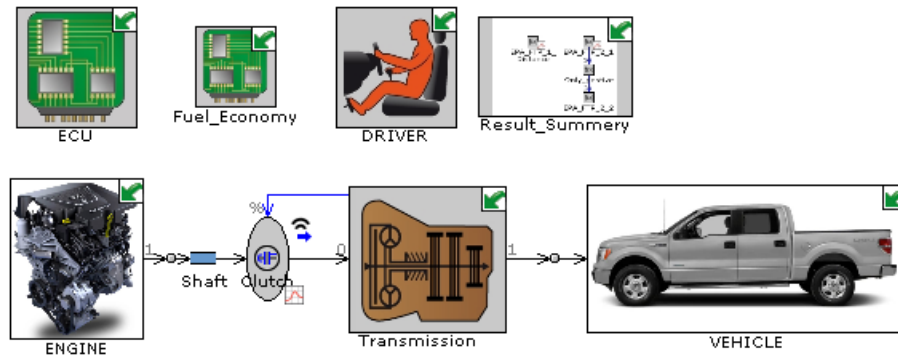 ECU
Fuel_Economy
DRIVER
Result_Summery
%
1
0
1
Shaft
Clutch
ENGINE
Transmission
VEHICLE